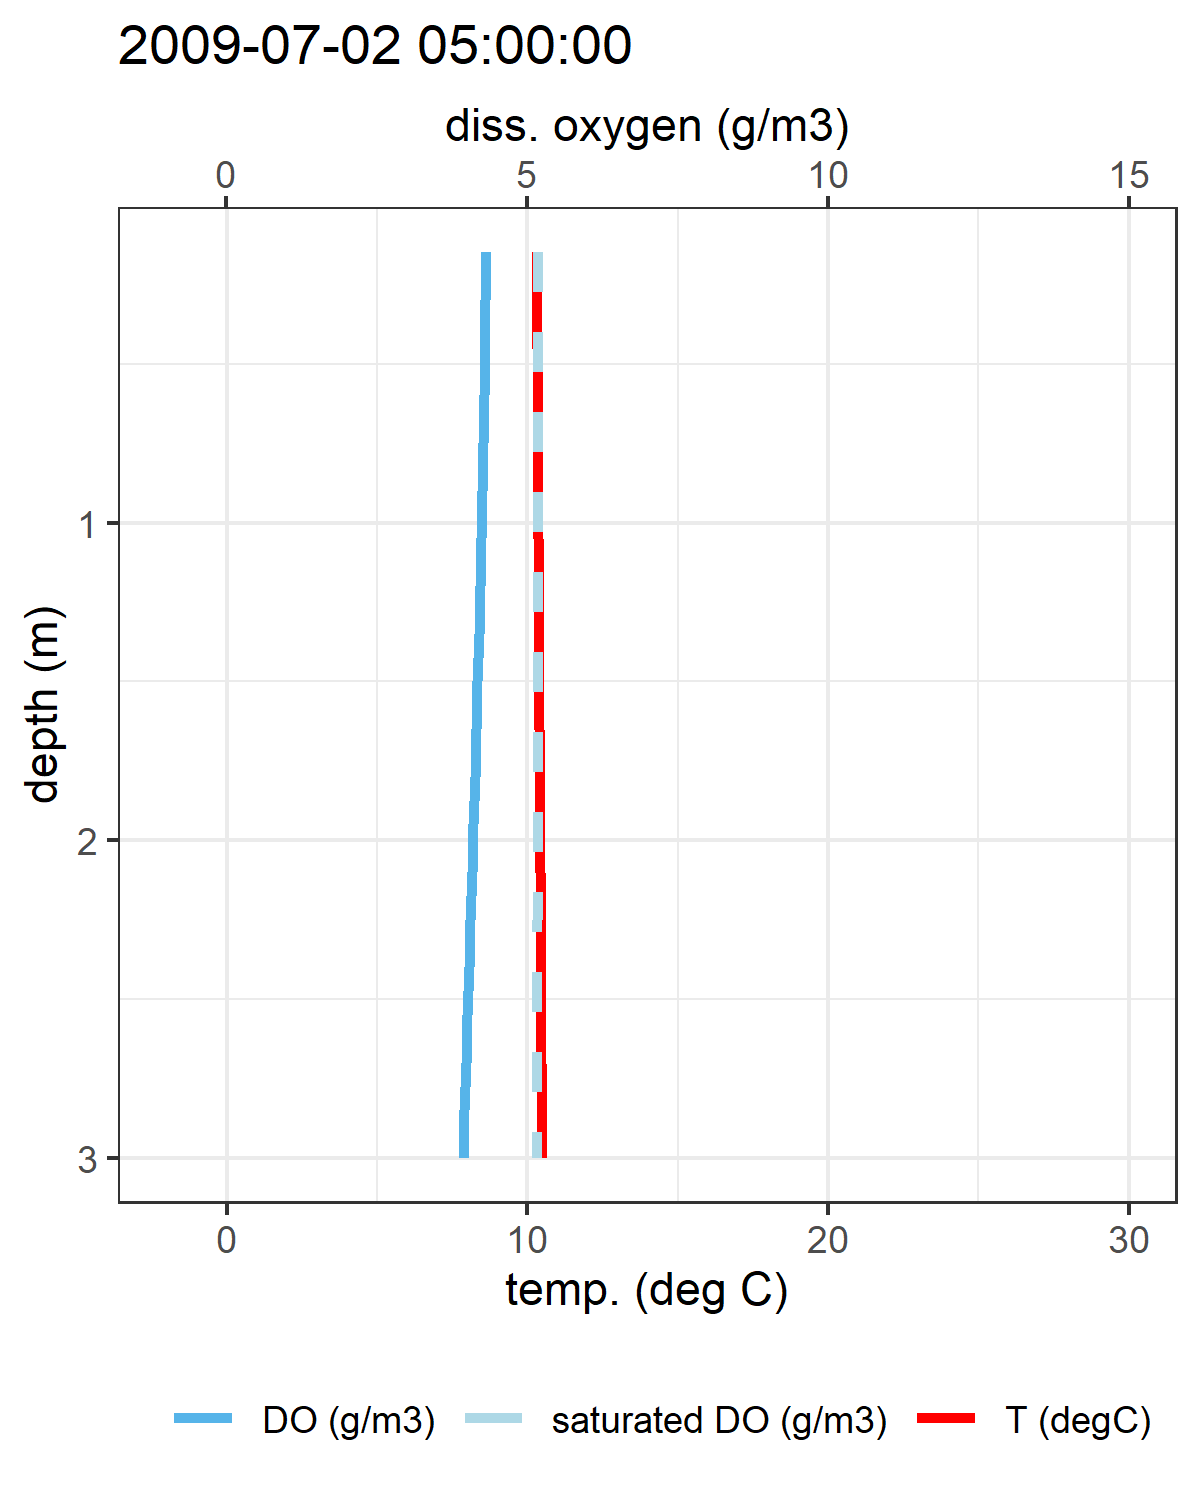 2009-07-02 05:00:00
diss. oxygen (g/m3)
0 5 10 15
depth (m)
1
2
3
0 10 20 30
temp. (deg C)
DO (g/m3) saturated DO (g/m3) T (degC)